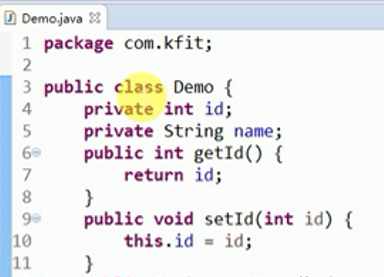 Demo.java
1 package com.kfit;
2
3 public class Demo {
4 private int id;
5 private String name;
6 public int getId() {
7 return id;
8 }
9 public void setId(int id) {
10 this.id = id;
11 }